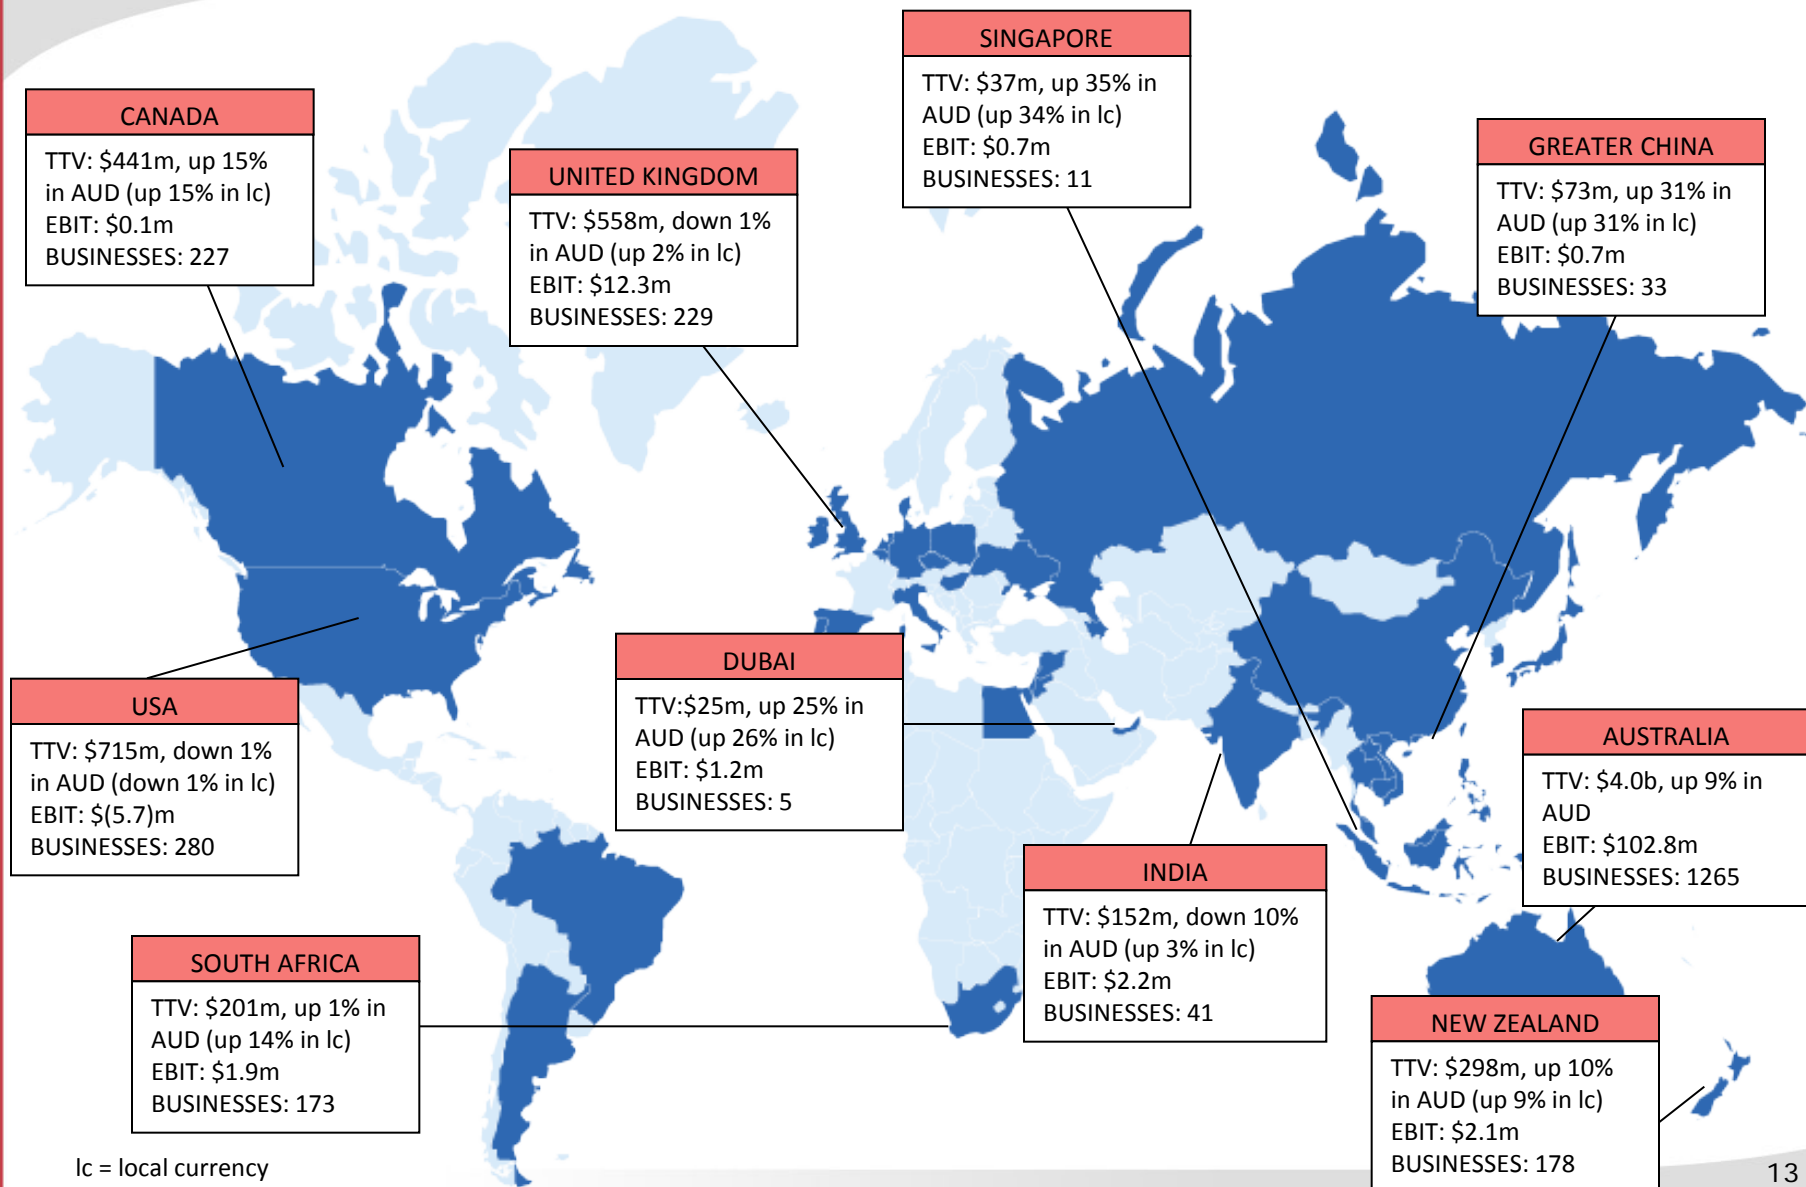 SINGAPORE
TTV: $37m, up 35% in
AUD (up 34% in lc)
EBIT: $0.7m
BUSINESSES: 11
CANADA
TTV: $441m, up 15%
in AUD (up 15% in lc)
EBIT: $0.1m
BUSINESSES: 227
UNITED KINGDOM
TTV: $558m, down 1%
in AUD (up 2% in lc)
EBIT: $12.3m
BUSINESSES: 229
GREATER CHINA
TTV: $73m, up 31% in
AUD (up 31% in lc)
EBIT: $0.7m
BUSINESSES: 33
USA
TTV: $715m, down 1%
in AUD (down 1% in lc)
EBIT: $(5.7)m
BUSINESSES: 280
DUBAI
TTV:$25m, up 25% in
AUD (up 26% in lc)
EBIT: $1.2m
BUSINESSES: 5
AUSTRALIA
TTV: $4.0b, up 9% in
AUD
EBIT: $102.8m
BUSINESSES: 1265
INDIA
TTV: $152m, down 10%
in AUD (up 3% in lc)
EBIT: $2.2m
BUSINESSES: 41
SOUTH AFRICA
TTV: $201m, up 1% in
AUD (up 14% in lc)
EBIT: $1.9m
BUSINESSES: 173
NEW ZEALAND
TTV: $298m, up 10%
in AUD (up 9% in lc)
EBIT: $2.1m
BUSINESSES: 178
lc = local currency
13